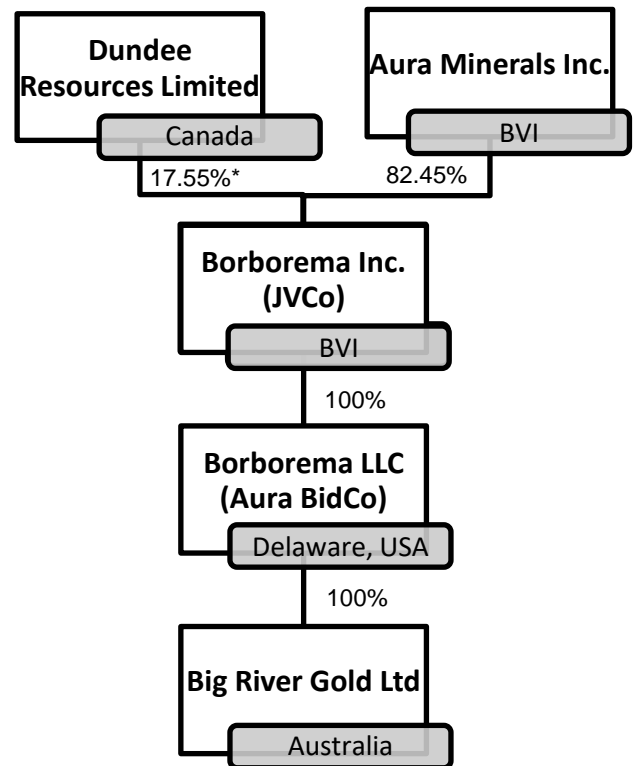 Dundee
Resources Limited
Canada
Aura Minerals Inc.
BVI
17.55%*
82.45%
Borborema Inc.
(JVCo)
BVI
100%
Borborema LLC
(Aura BidCo)
Delaware, USA
100%
Big River Gold Ltd
Australia